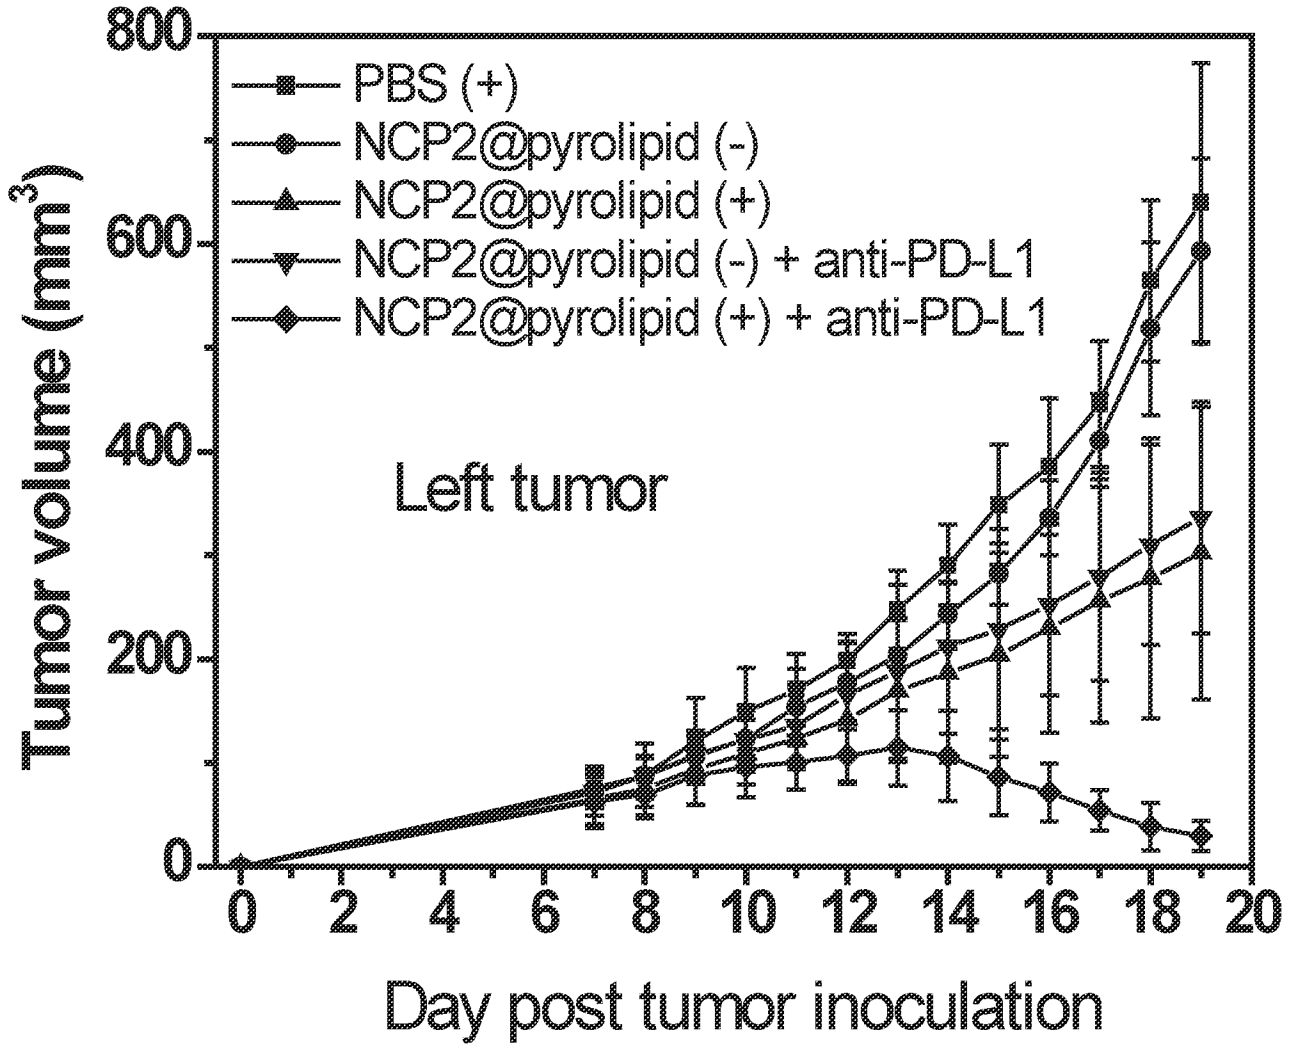 800
600
400
200
0
Tumor volume (mm³)
PBS (+)
NCP2@pyrolipid (-)
NCP2@pyrolipid (+)
NCP2@pyrolipid (-) + anti-PD-L1
NCP2@pyrolipid (+) + anti-PD-L1
Left tumor
0 2 4 6 8 10 12 14 16 18 20
Day post tumor inoculation